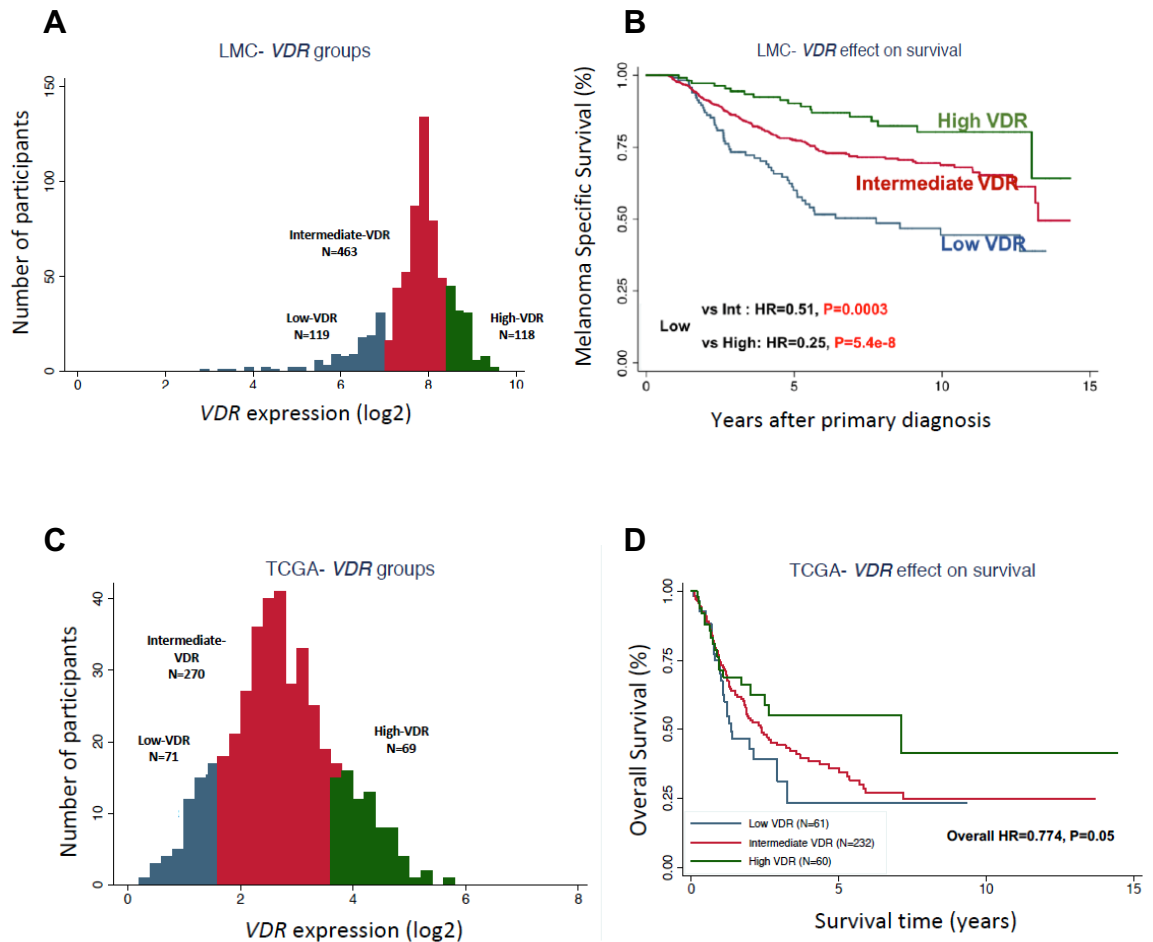 A
LMC- VDR groups
Number of participants
150
100
50
0
Intermediate-VDR
N=463
Low-VDR
N=119
High-VDR
N=118
0 2 4 6 8 10
VDR expression (log2)
B
LMC- VDR effect on survival
Melanoma Specific Survival (%)
1.00
0.75
0.50
0.25
0.00
High VDR
Intermediate VDR
Low VDR
vs Int : HR=0.51, P=0.0003
Low
vs High: HR=0.25, P=5.4e-8
0 5 10 15
Years after primary diagnosis
C
TCGA- VDR groups
Number of participants
40
30
20
10
0
Intermediate-
VDR
N=270
Low-VDR
N=71
High-VDR
N=69
0 2 4 6 8
VDR expression (log2)
D
TCGA- VDR effect on survival
Overall Survival (%)
1.00
0.75
0.50
0.25
0.00
Low VDR (N=61)
Intermediate VDR (N=232)
High VDR (N=60)
Overall HR=0.774, P=0.05
0 5 10 15
Survival time (years)